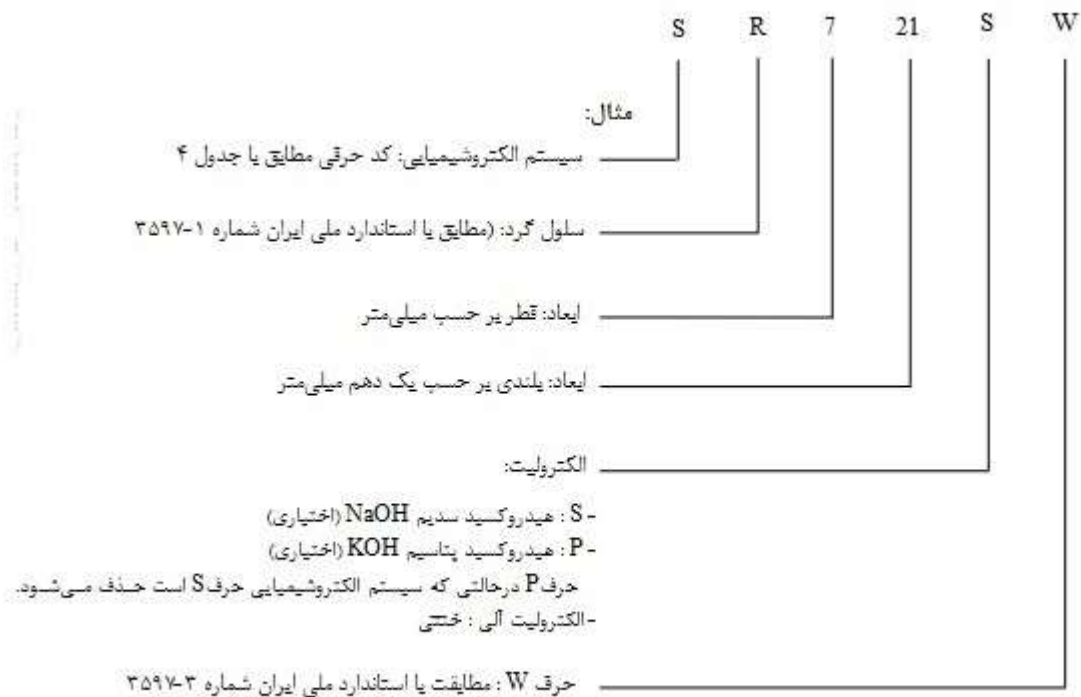 S R 7 21 S W
مثال:
سیستم الکتروشیمیایی: کد حرفی مطابق با جدول ۴
سلول گرد: (مطابق با استاندارد ملی ایران شماره ۱-۳۵۹۷
ابعاد: قطر بر حسب میلی‌متر
ابعاد: بلندی بر حسب یک دهم میلی‌متر
الکترولیت:
- S : هیدروکسید سدیم NaOH (اختیاری)
- P : هیدروکسید پتاسیم KOH (اختیاری)
حرف P درحالتی که سیستم الکتروشیمیایی حرف S است حذف می‌شود.
-الکترولیت آلی : خنثی
حرف W : مطابقت با استاندارد ملی ایران شماره ۳-۳۵۹۷